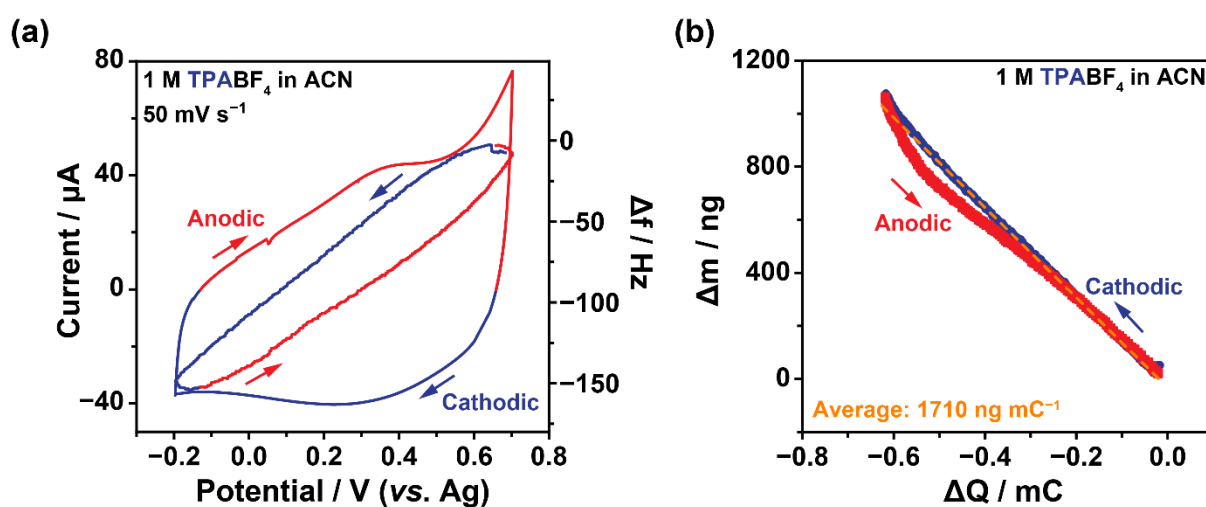 (a)
1 M TPABF₄ in ACN
50 mV s⁻¹
Anodic
Cathodic
Current / µA
80
40
0
−40
Δf / Hz
0
−50
−100
−150
−0.2 0.0 0.2 0.4 0.6 0.8
Potential / V (vs. Ag)
(b)
1 M TPABF₄ in ACN
Anodic
Cathodic
Average: 1710 ng mC⁻¹
Δm / ng
1200
800
400
0
−0.8 −0.6 −0.4 −0.2 0.0
ΔQ / mC